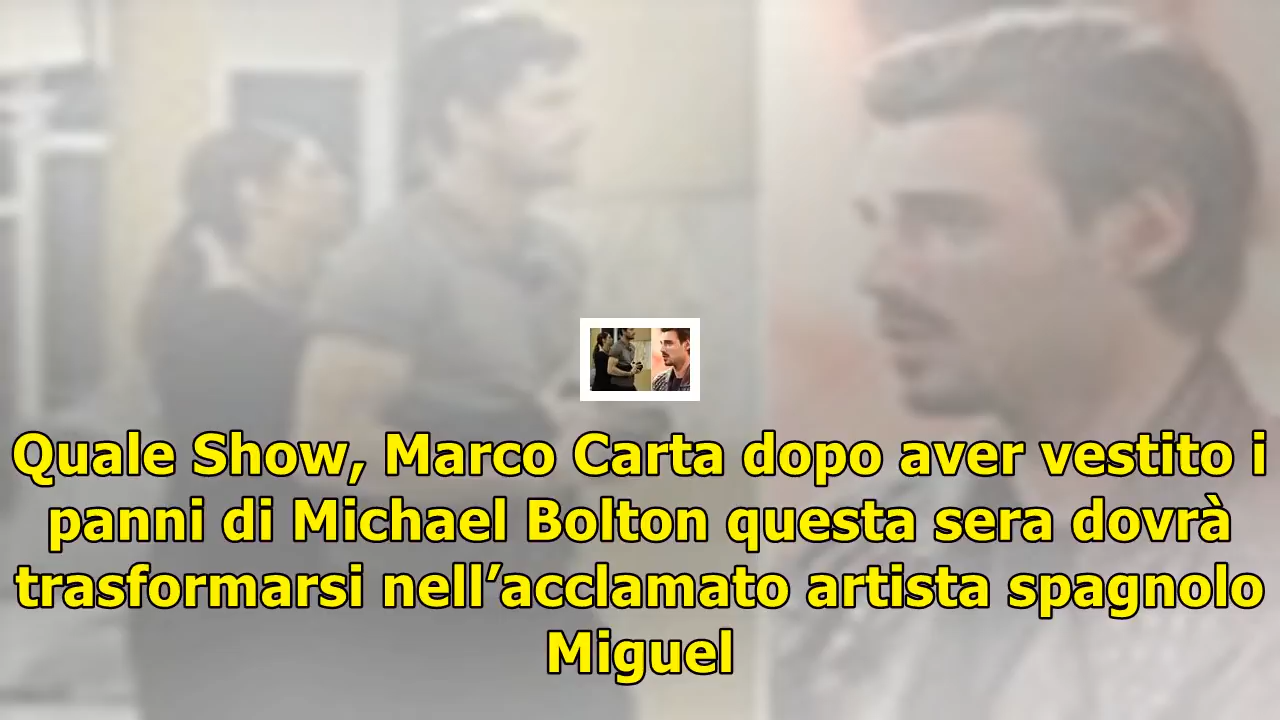 Quale Show, Marco Carta dopo aver vestito i
panni di Michael Bolton questa sera dovrà
trasformarsi nell’acclamato artista spagnolo
Miguel